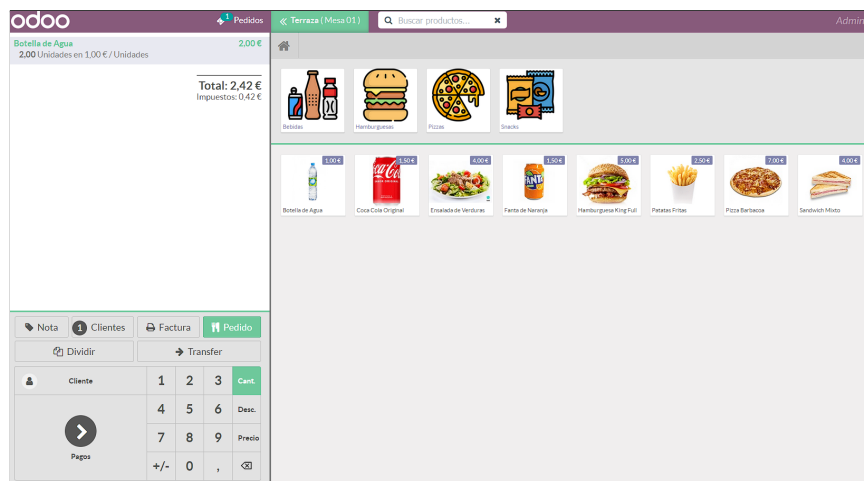 odoo
1 Pedidos
Terraza ( Mesa 01 )
Buscar productos...
Admin
Botella de Agua 2,00 €
2,00 Unidades en 1,00 € / Unidades
Total: 2,42 €
Impuestos: 0,42 €
Bebidas
Hamburguesas
Pizzas
Snacks
1,00 €
1,50 €
4,00 €
1,50 €
5,00 €
2,50 €
7,00 €
4,00 €
FANTA
Botella de Agua
Coca Cola Original
Ensalada de Verduras
Fanta de Naranja
Hamburguesa King Full
Patatas Fritas
Pizza Barbacoa
Sandwich Mixto
Nota
1 Clientes
Factura
Pedido
Dividir
Transfer
Cliente
1 2 3 Cant.
4 5 6 Desc.
7 8 9 Precio
+/- 0 ,
Pagos